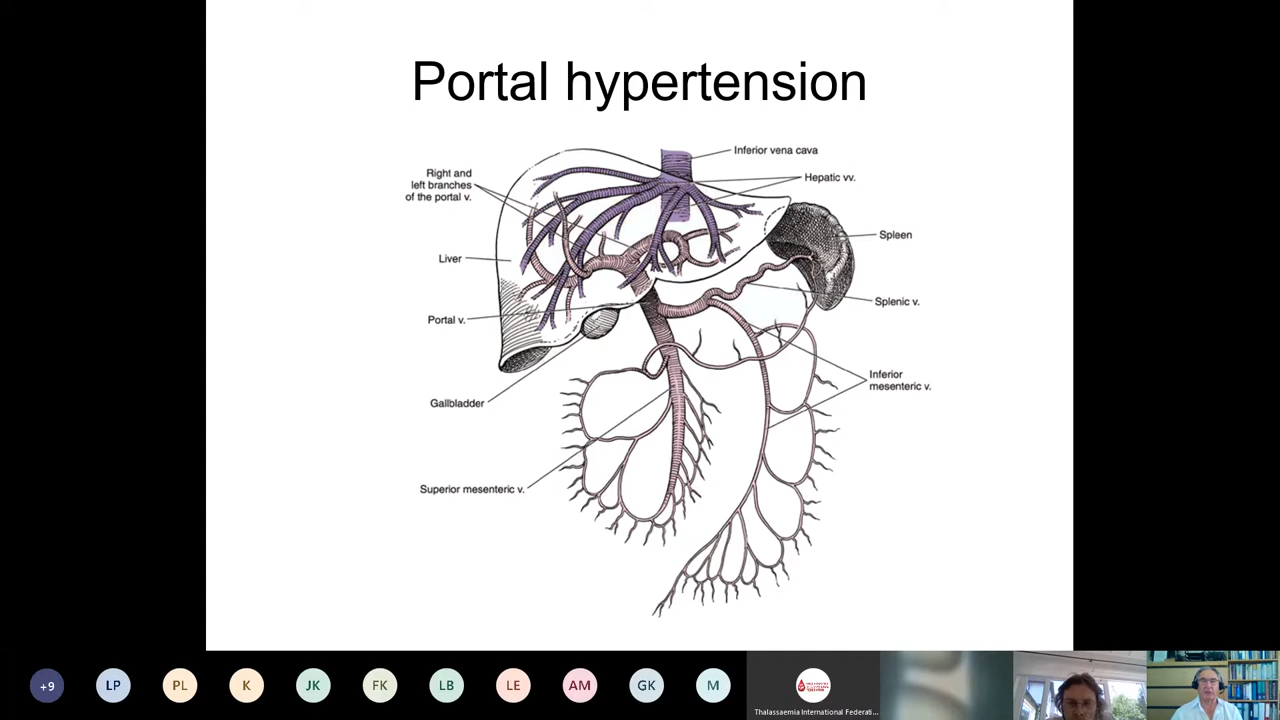 Portal hypertension
Inferior vena cava
Right and
left branches
of the portal v.
Hepatic vv.
Spleen
Liver
Splenic v.
Portal v.
Inferior
mesenteric v.
Gallbladder
Superior mesenteric v.
+9
LP
PL
K
JK
FK
LB
LE
AM
GK
M
Thalassaemia International Federati...